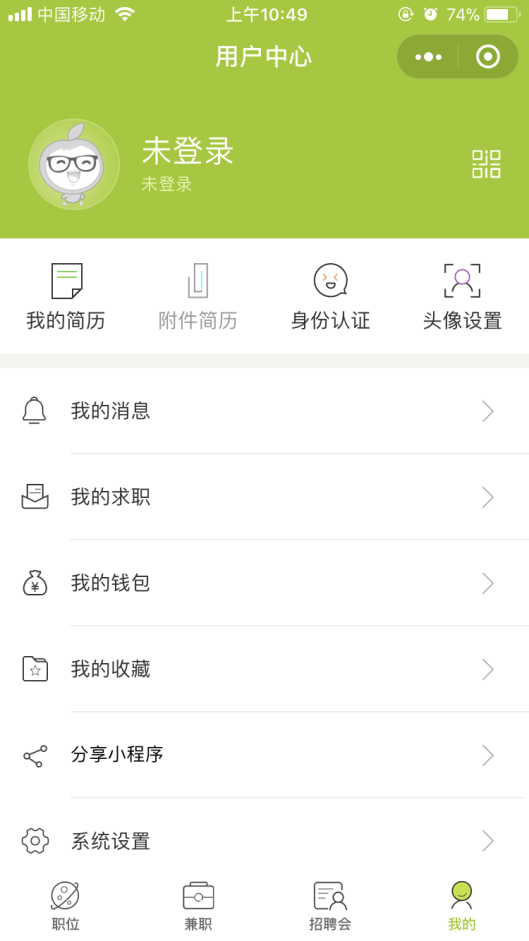 中国移动 上午10:49 74%
用户中心
未登录
未登录
我的简历 附件简历 身份认证 头像设置
我的消息
我的求职
我的钱包
我的收藏
分享小程序
系统设置
职位 兼职 招聘会 我的